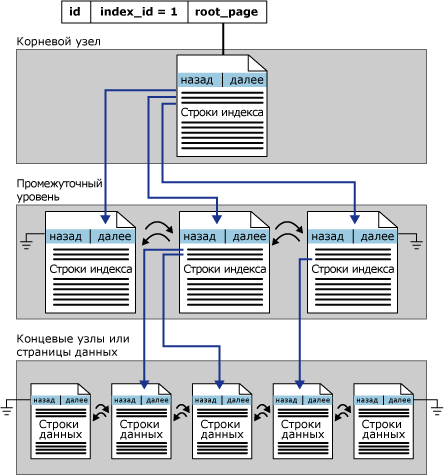 id index_id = 1 root_page
Корневой узел
назад далее
Строки индекса
Промежуточный
уровень
назад далее назад далее назад далее
Строки индекса Строки индекса Строки индекса
Концевые узлы или
страницы данных
назад далее назад далее назад далее назад далее назад далее
Строки Строки Строки Строки Строки
данных данных данных данных данных